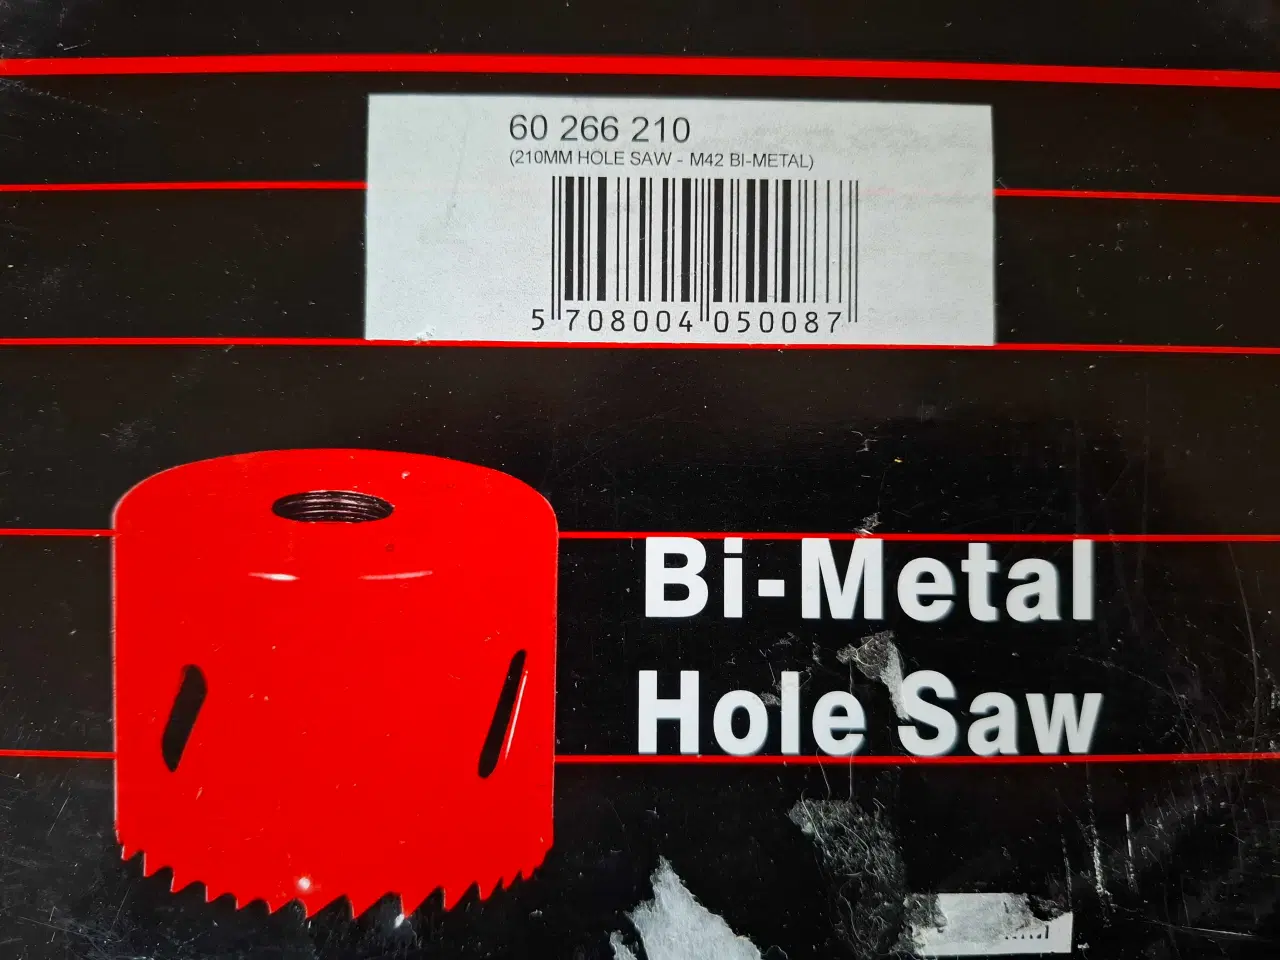 60 266 210
(210MM HOLE SAW - M42 BI-METAL)
5 708004 050087
Bi-Metal
Hole Saw